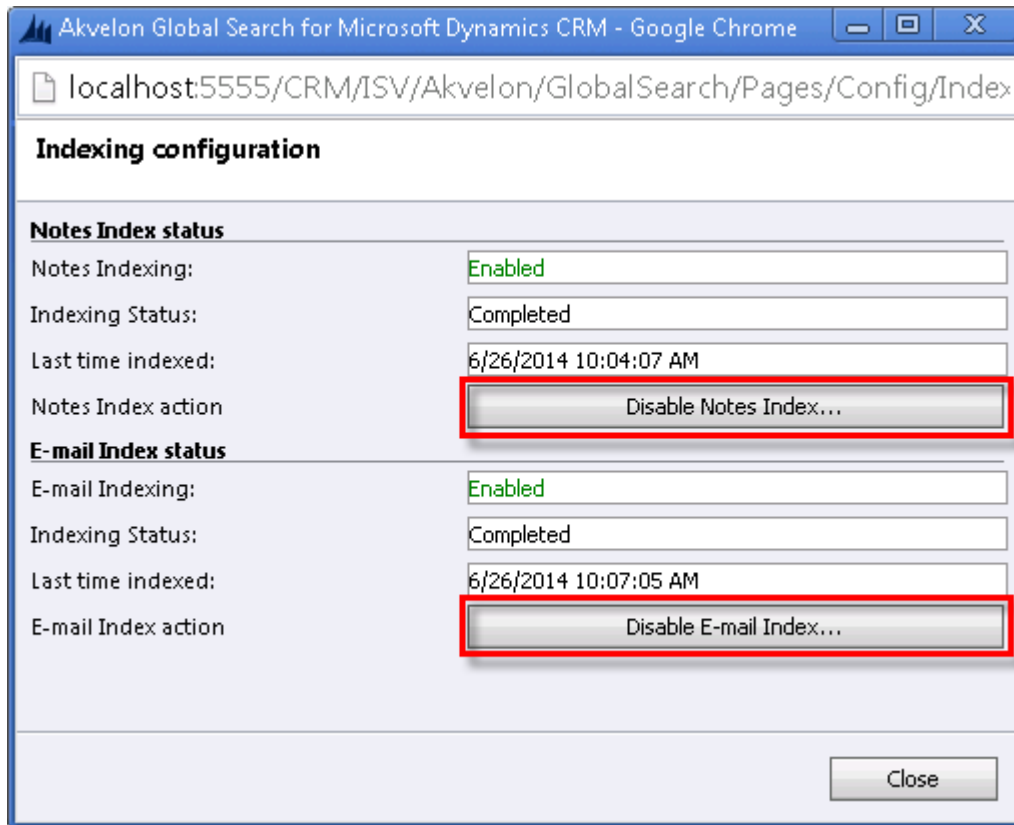 Akvelon Global Search for Microsoft Dynamics CRM - Google Chrome
localhost:5555/CRM/ISV/Akvelon/GlobalSearch/Pages/Config/Index
Indexing configuration
Notes Index status
Notes Indexing: Enabled
Indexing Status: Completed
Last time indexed: 6/26/2014 10:04:07 AM
Notes Index action Disable Notes Index...
E-mail Index status
E-mail Indexing: Enabled
Indexing Status: Completed
Last time indexed: 6/26/2014 10:07:05 AM
E-mail Index action Disable E-mail Index...
Close